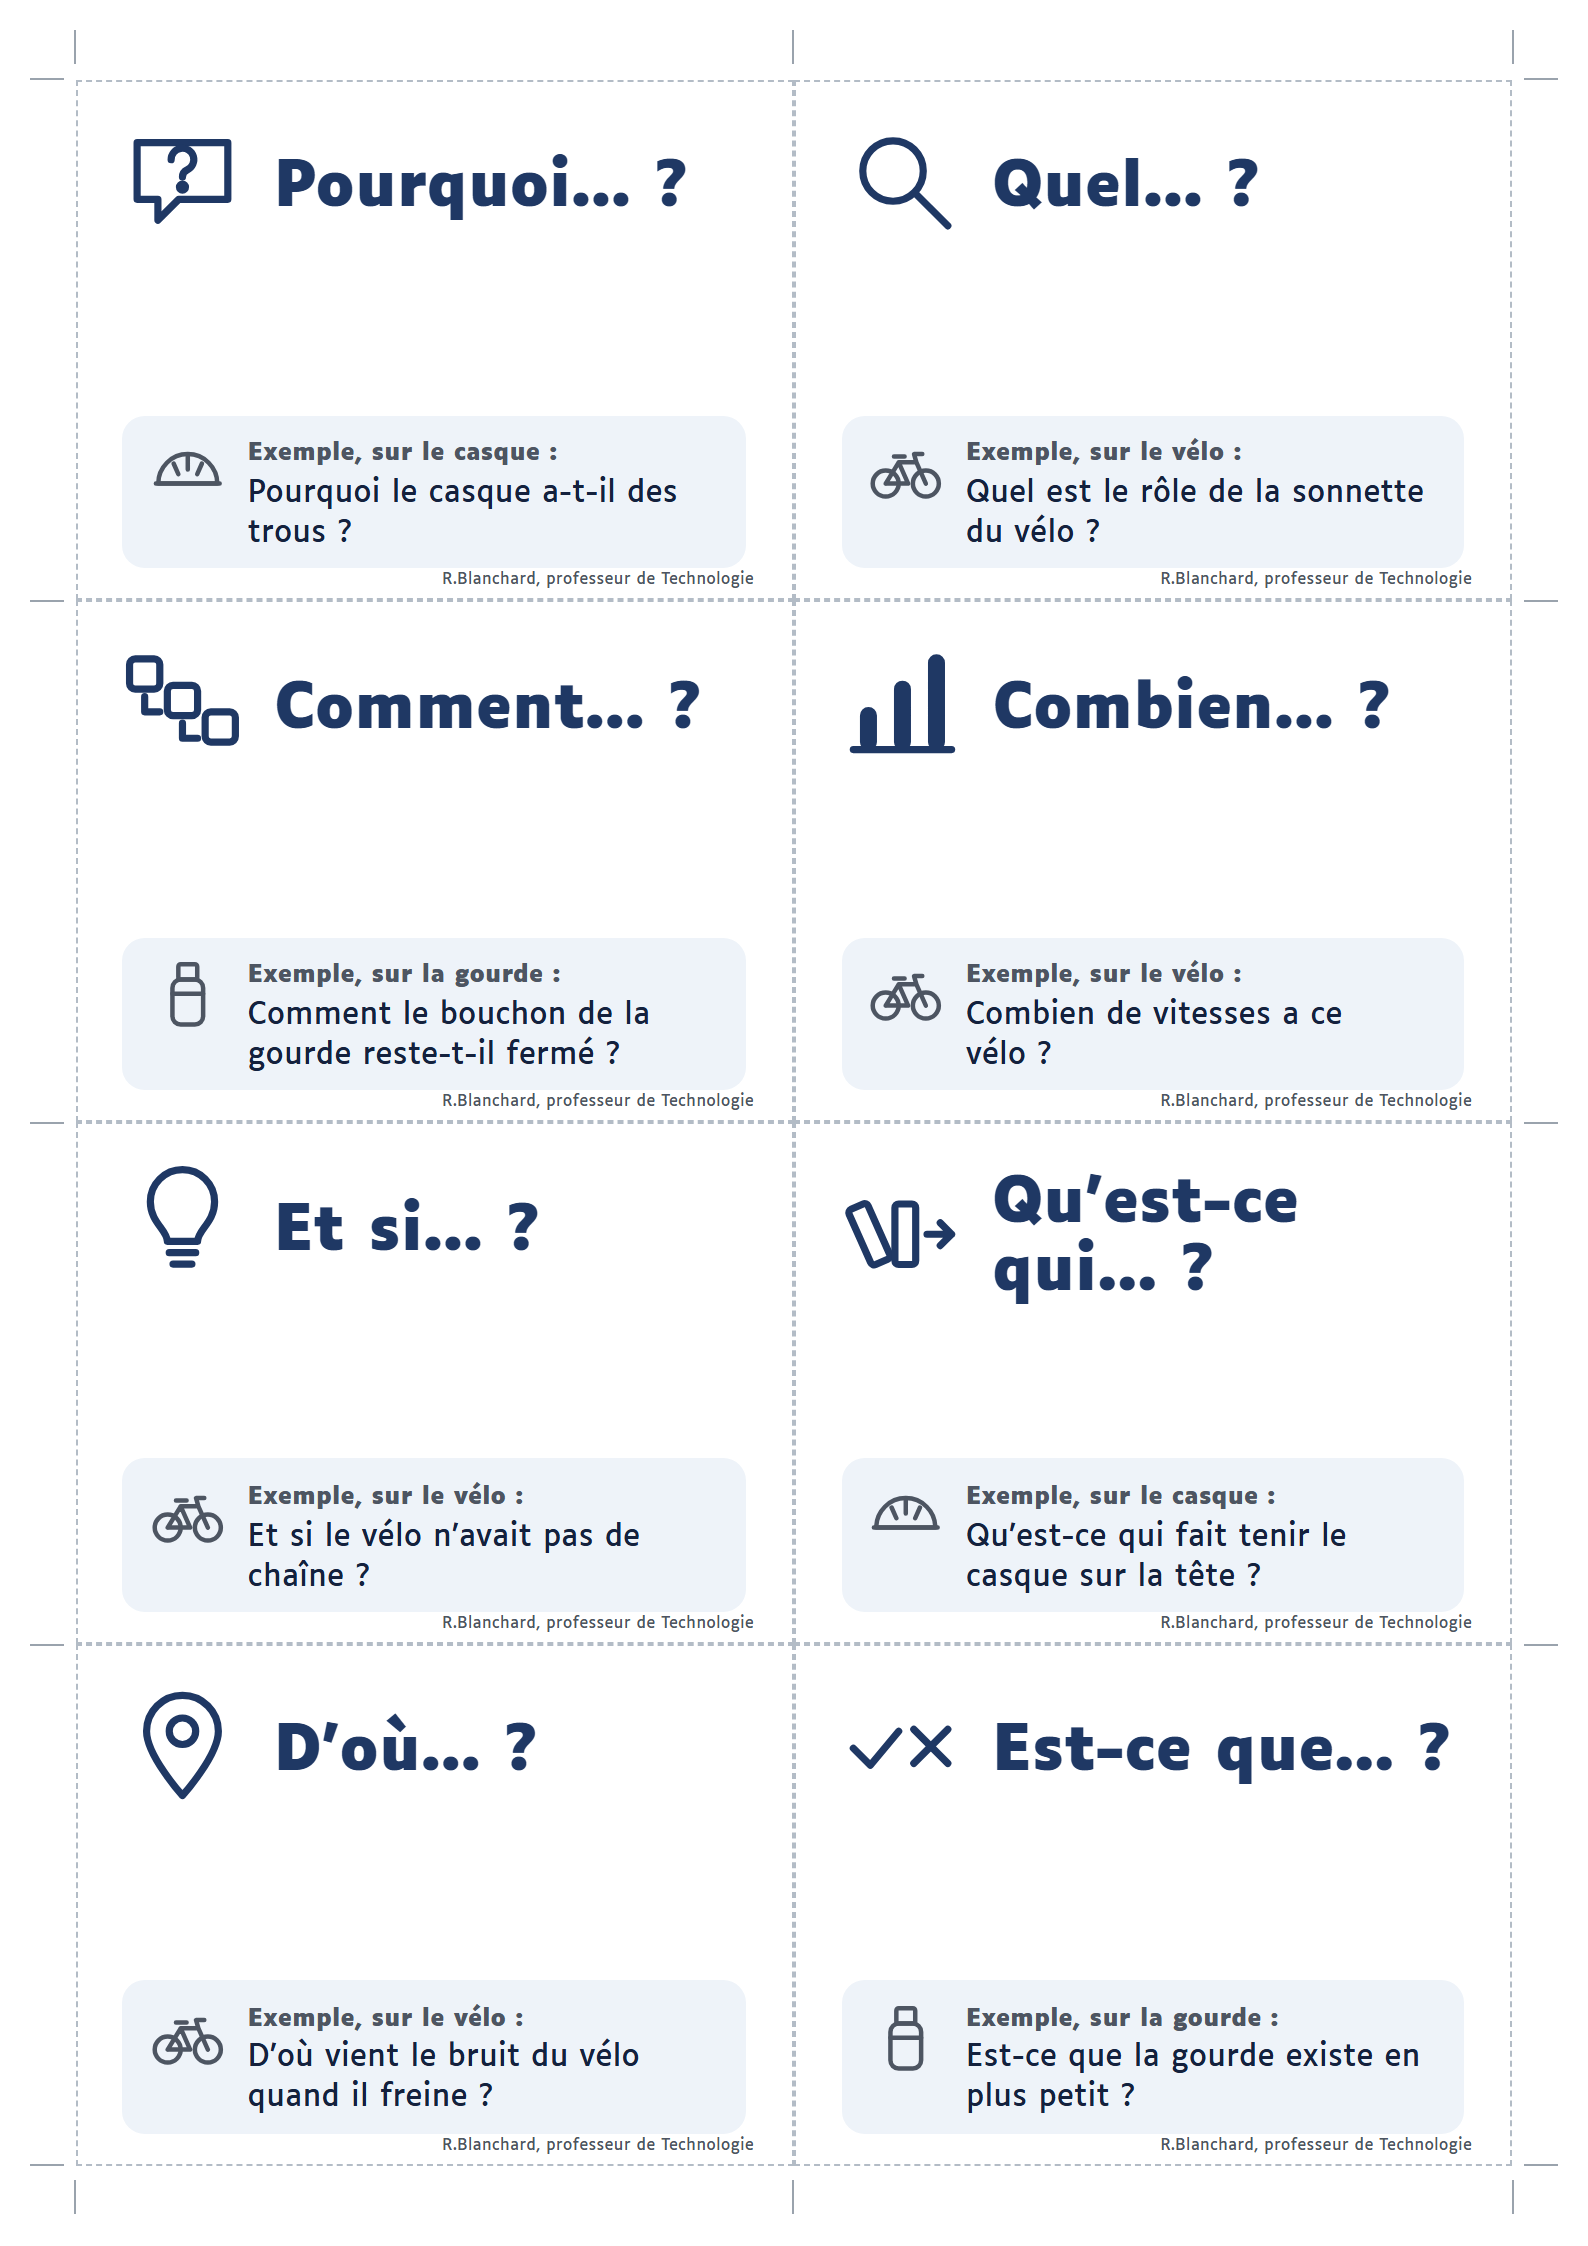 Pourquoi... ?
Exemple, sur le casque :
Pourquoi le casque a-t-il des
trous ?
R.Blanchard, professeur de Technologie
Quel... ?
Exemple, sur le vélo :
Quel est le rôle de la sonnette
du vélo ?
R.Blanchard, professeur de Technologie
Comment... ?
Exemple, sur la gourde :
Comment le bouchon de la
gourde reste-t-il fermé ?
R.Blanchard, professeur de Technologie
Combien... ?
Exemple, sur le vélo :
Combien de vitesses a ce
vélo ?
R.Blanchard, professeur de Technologie
Et si... ?
Exemple, sur le vélo :
Et si le vélo n’avait pas de
chaîne ?
R.Blanchard, professeur de Technologie
Qu’est-ce
qui... ?
Exemple, sur le casque :
Qu’est-ce qui fait tenir le
casque sur la tête ?
R.Blanchard, professeur de Technologie
D’où... ?
Exemple, sur le vélo :
D’où vient le bruit du vélo
quand il freine ?
R.Blanchard, professeur de Technologie
Est-ce que... ?
Exemple, sur la gourde :
Est-ce que la gourde existe en
plus petit ?
R.Blanchard, professeur de Technologie